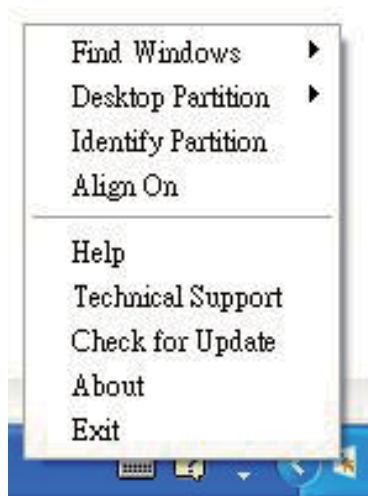 Find Windows
Desktop Partition
Identify Partition
Align On
Help
Technical Support
Check for Update
About
Exit